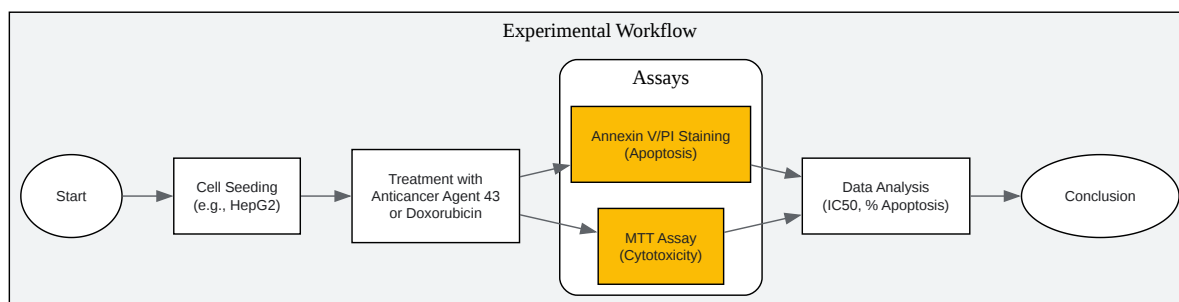 Experimental Workflow
Assays
Start
Cell Seeding
(e.g., HepG2)
Treatment with
Anticancer Agent 43
or Doxorubicin
Annexin V/PI Staining
(Apoptosis)
MTT Assay
(Cytotoxicity)
Data Analysis
(IC50, % Apoptosis)
Conclusion